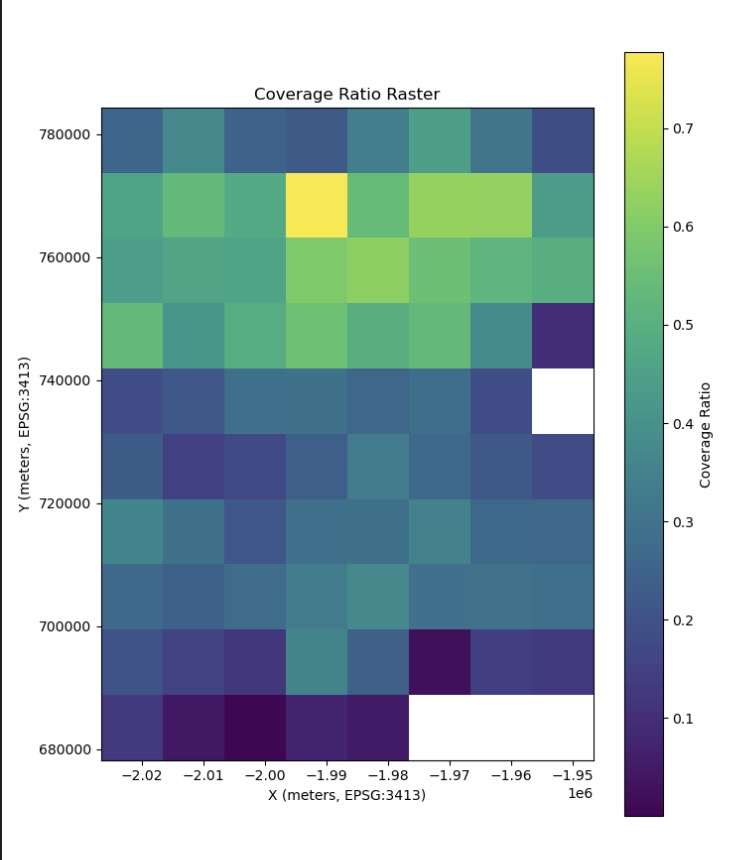 Coverage Ratio Raster
780000
760000
740000
720000
700000
680000
Y (meters, EPSG:3413)
−2.02 −2.01 −2.00 −1.99 −1.98 −1.97 −1.96 −1.95
1e6
X (meters, EPSG:3413)
0.7
0.6
0.5
0.4
0.3
0.2
0.1
Coverage Ratio